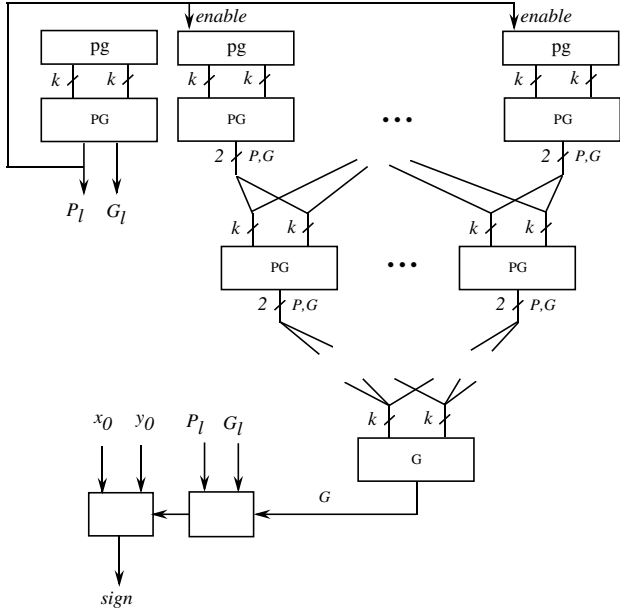 enable enable
pg pg pg
k k k k k k
PG PG ... PG
2 P,G 2 P,G
P_l G_l
k k k k
PG ... PG
2 P,G 2 P,G
x_0 y_0 P_l G_l k k
G
G
sign